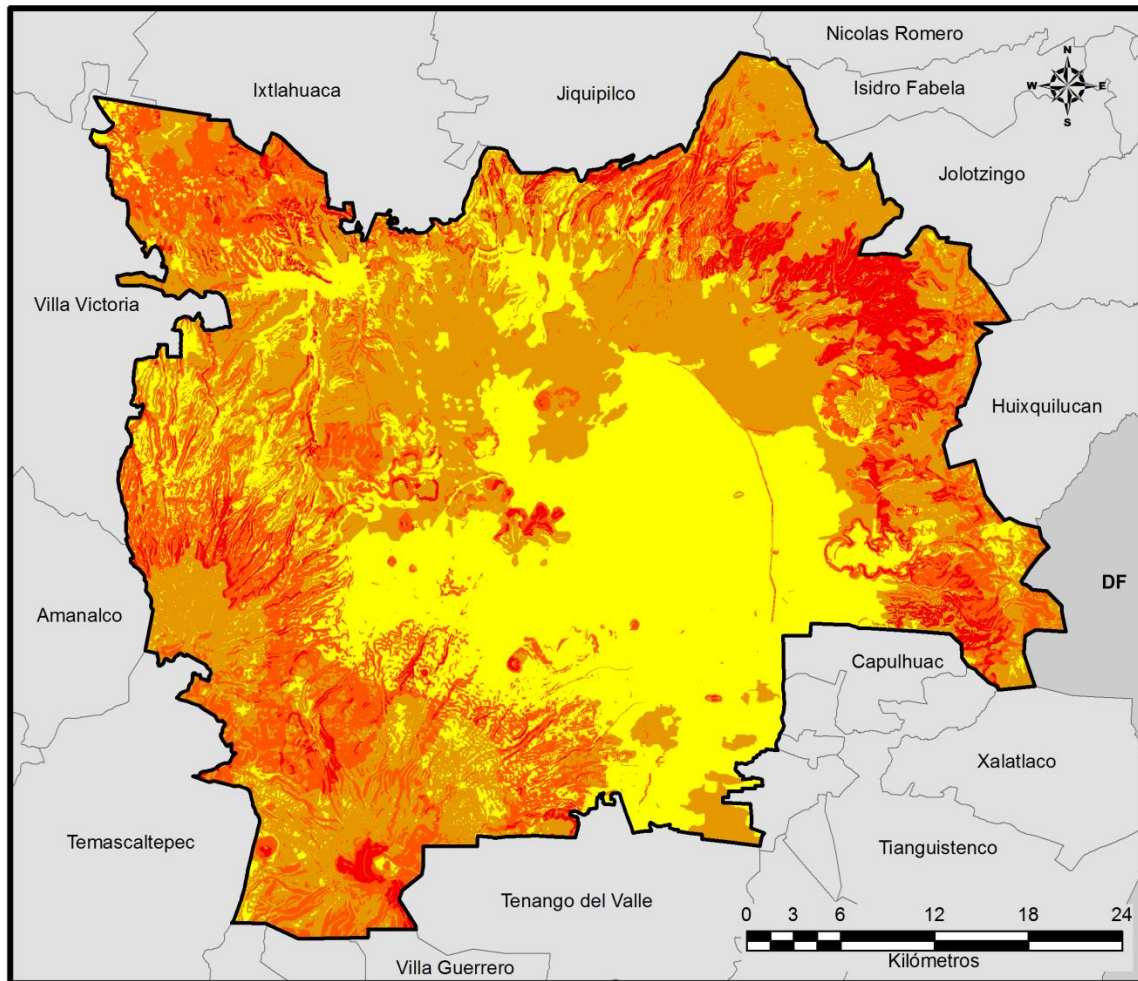 Nicolas Romero
N
Ixtlahuaca
Jiquipilco
Isidro Fabela
W
E
S
Jolotzingo
Villa Victoria
Huixquilucan
DF
Amanalco
Capulhuac
Xalatlaco
Temascaltepec
Tianguistenco
Tenango del Valle
0 3 6 12 18 24
Kilómetros
Villa Guerrero